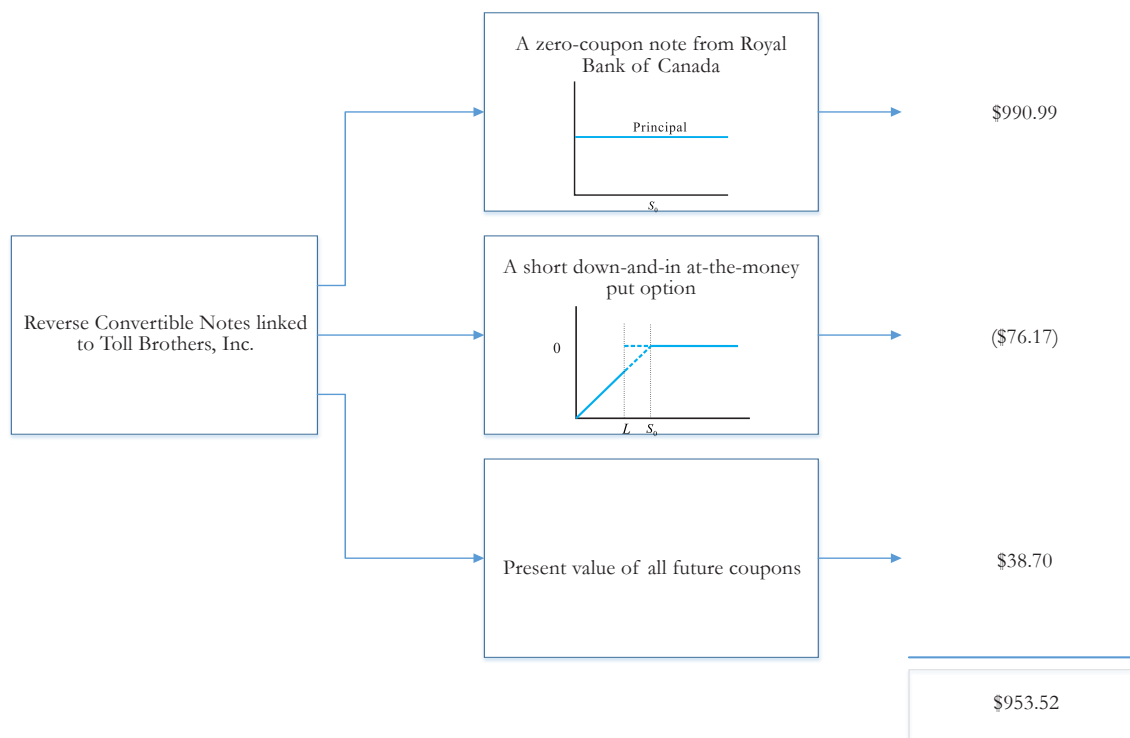 A zero-coupon note from Royal
Bank of Canada
Principal
S₀
$990.99
Reverse Convertible Notes linked
to Toll Brothers, Inc.
A short down-and-in at-the-money
put option
0
L S₀
($76.17)
Present value of all future coupons
$38.70
$953.52